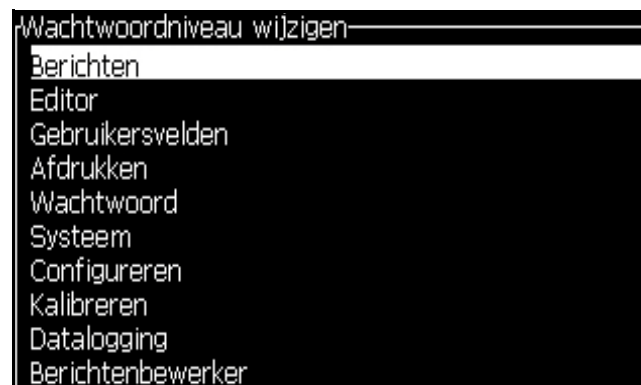 Wachtwoordniveau wijzigen
Berichten
Editor
Gebruikersvelden
Afdrukken
Wachtwoord
Systeem
Configureren
Kalibreren
Datalogging
Berichtenbewerker